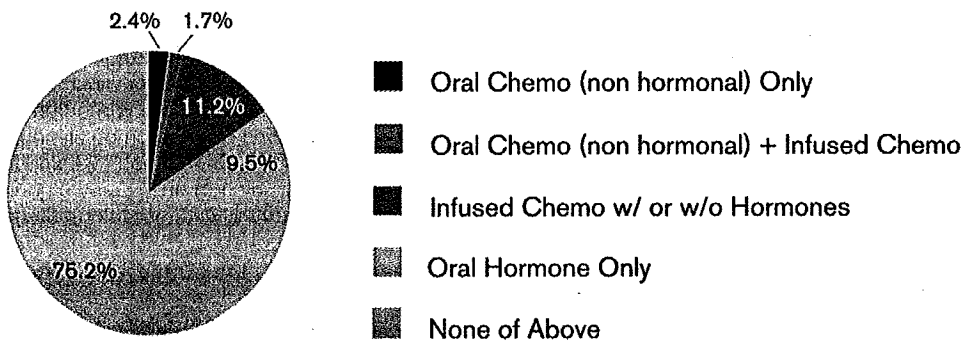 2.4% 1.7%
11.2%
9.5%
75.2%
Oral Chemo (non hormonal) Only
Oral Chemo (non hormonal) + Infused Chemo
Infused Chemo w/ or w/o Hormones
Oral Hormone Only
None of Above